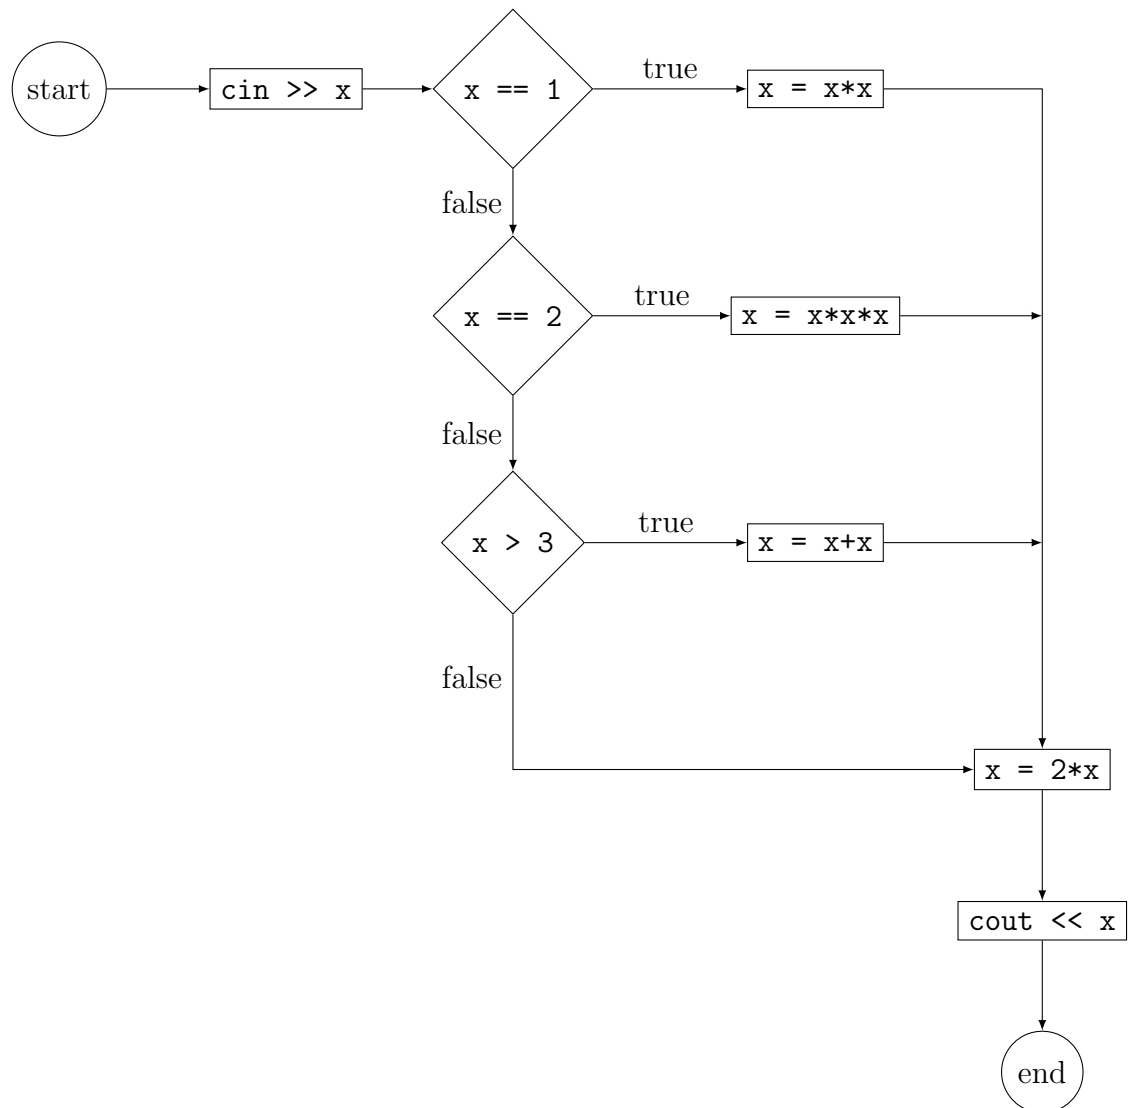 start
cin >> x
x == 1
true
x = x*x
false
x == 2
true
x = x*x*x
false
x > 3
true
x = x+x
false
x = 2*x
cout << x
end